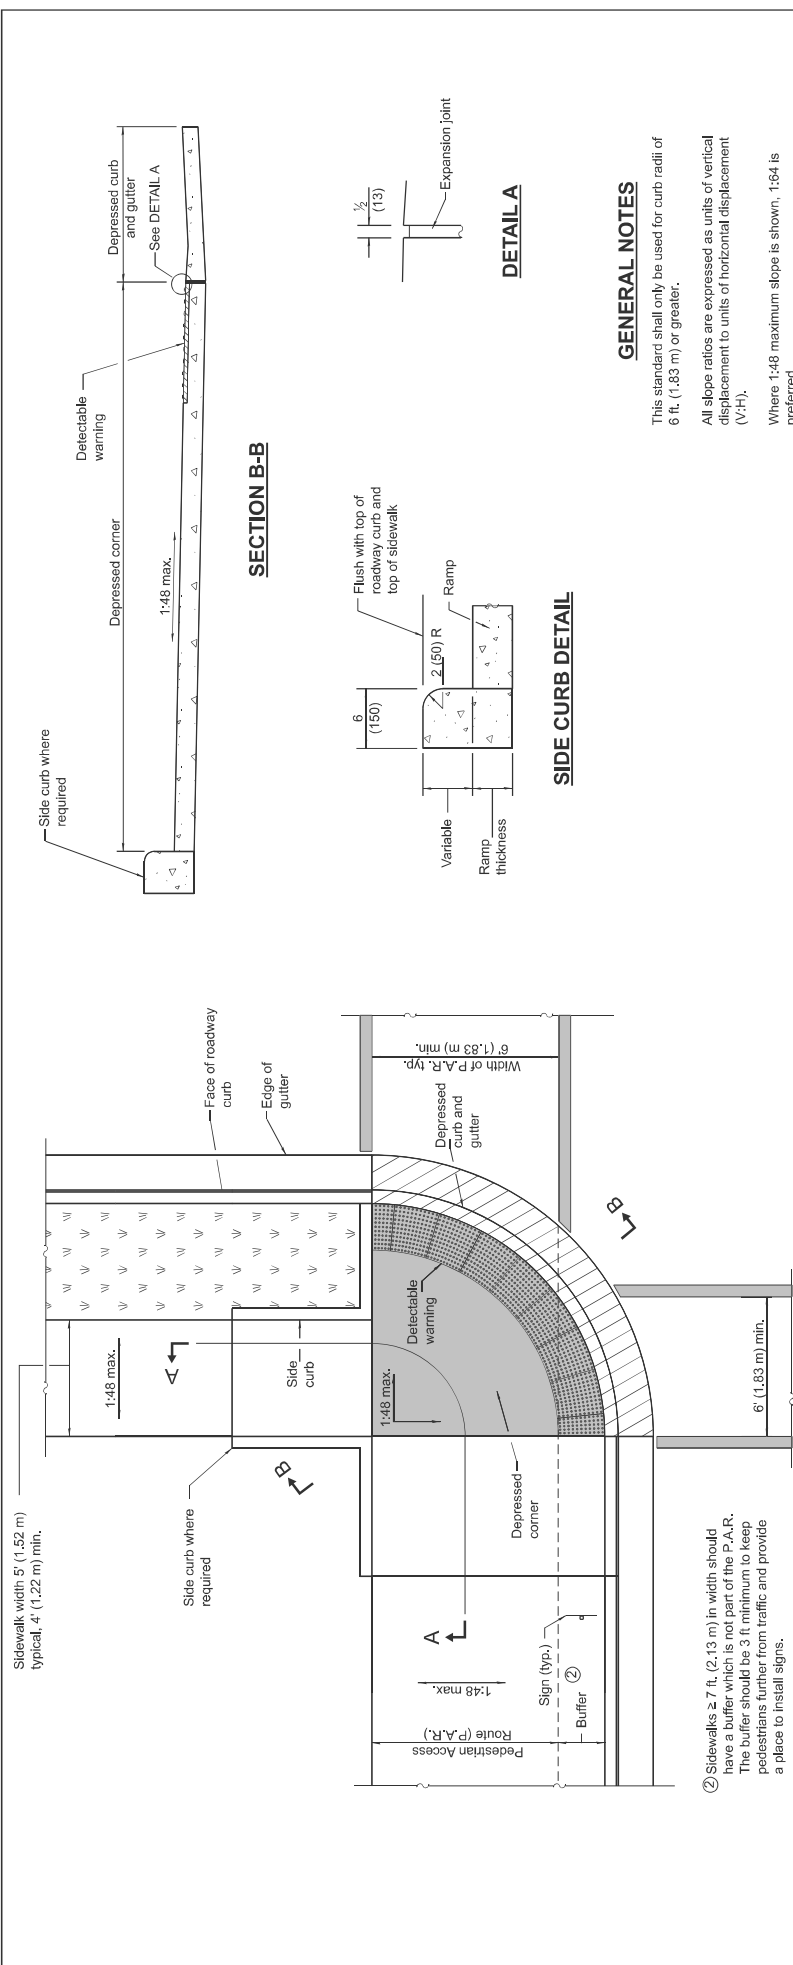 Sidewalk width 5' (1.52 m)
typical, 4' (1.22 m) min.
1:48 max.
A
Side
curb
Side curb where
required
B
Face of roadway
curb
Edge of
gutter
Width of P.A.R. typ.
6' (1.83 m) min.
Depressed
curb and
gutter
Detectable
warning
1:48 max.
Depressed
corner
B
6' (1.83 m) min.
A
1:48 max.
Pedestrian Access
Route (P.A.R.)
Sign (typ.)
Buffer ②
② Sidewalks ≥ 7 ft. (2.13 m) in width should
have a buffer which is not part of the P.A.R.
The buffer should be 3 ft minimum to keep
pedestrians further from traffic and provide
a place to install signs.
Side curb where
required
Depressed corner
1:48 max.
Detectable
warning
Depressed curb
and gutter
See DETAIL A
SECTION B-B
6
(150)
Flush with top of
roadway curb and
top of sidewalk
2 (50) R
Ramp
Variable
Ramp
thickness
SIDE CURB DETAIL
½
(13)
Expansion joint
DETAIL A
GENERAL NOTES
This standard shall only be used for curb radii of
6 ft. (1.83 m) or greater.
All slope ratios are expressed as units of vertical
displacement to units of horizontal displacement
(V:H).
Where 1:48 maximum slope is shown, 1:64 is
preferred.